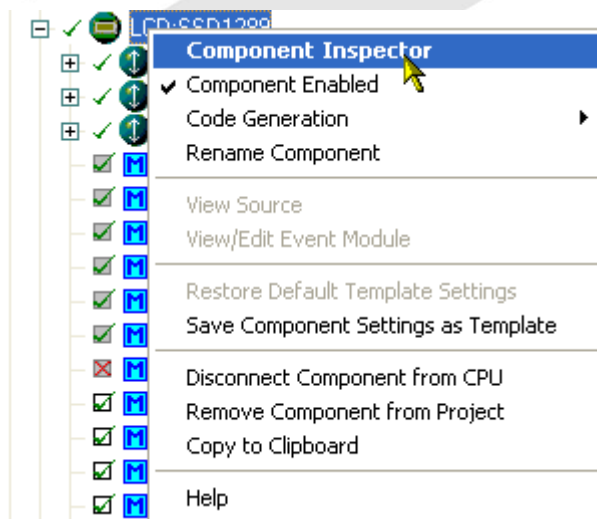 LCD:SSD1289
Component Inspector
Component Enabled
Code Generation
Rename Component
View Source
View/Edit Event Module
Restore Default Template Settings
Save Component Settings as Template
Disconnect Component from CPU
Remove Component from Project
Copy to Clipboard
Help
M
M
M
M
M
M
M
M
M
M
M